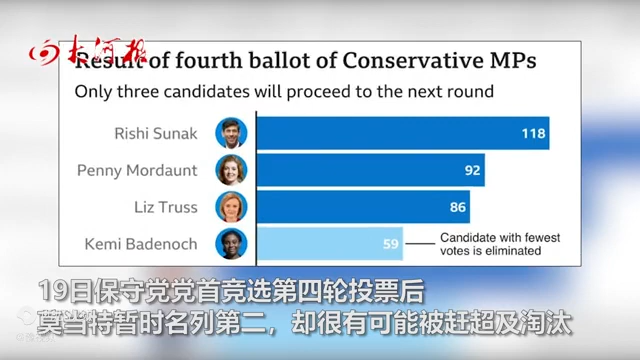 大河报
Result of fourth ballot of Conservative MPs
Only three candidates will proceed to the next round
Rishi Sunak 118
Penny Mordaunt 92
Liz Truss 86
Kemi Badenoch 59 Candidate with fewest
votes is eliminated
19日保守党党首竞选第四轮投票后
莫当特暂时名列第二，却很有可能被赶超及淘汰